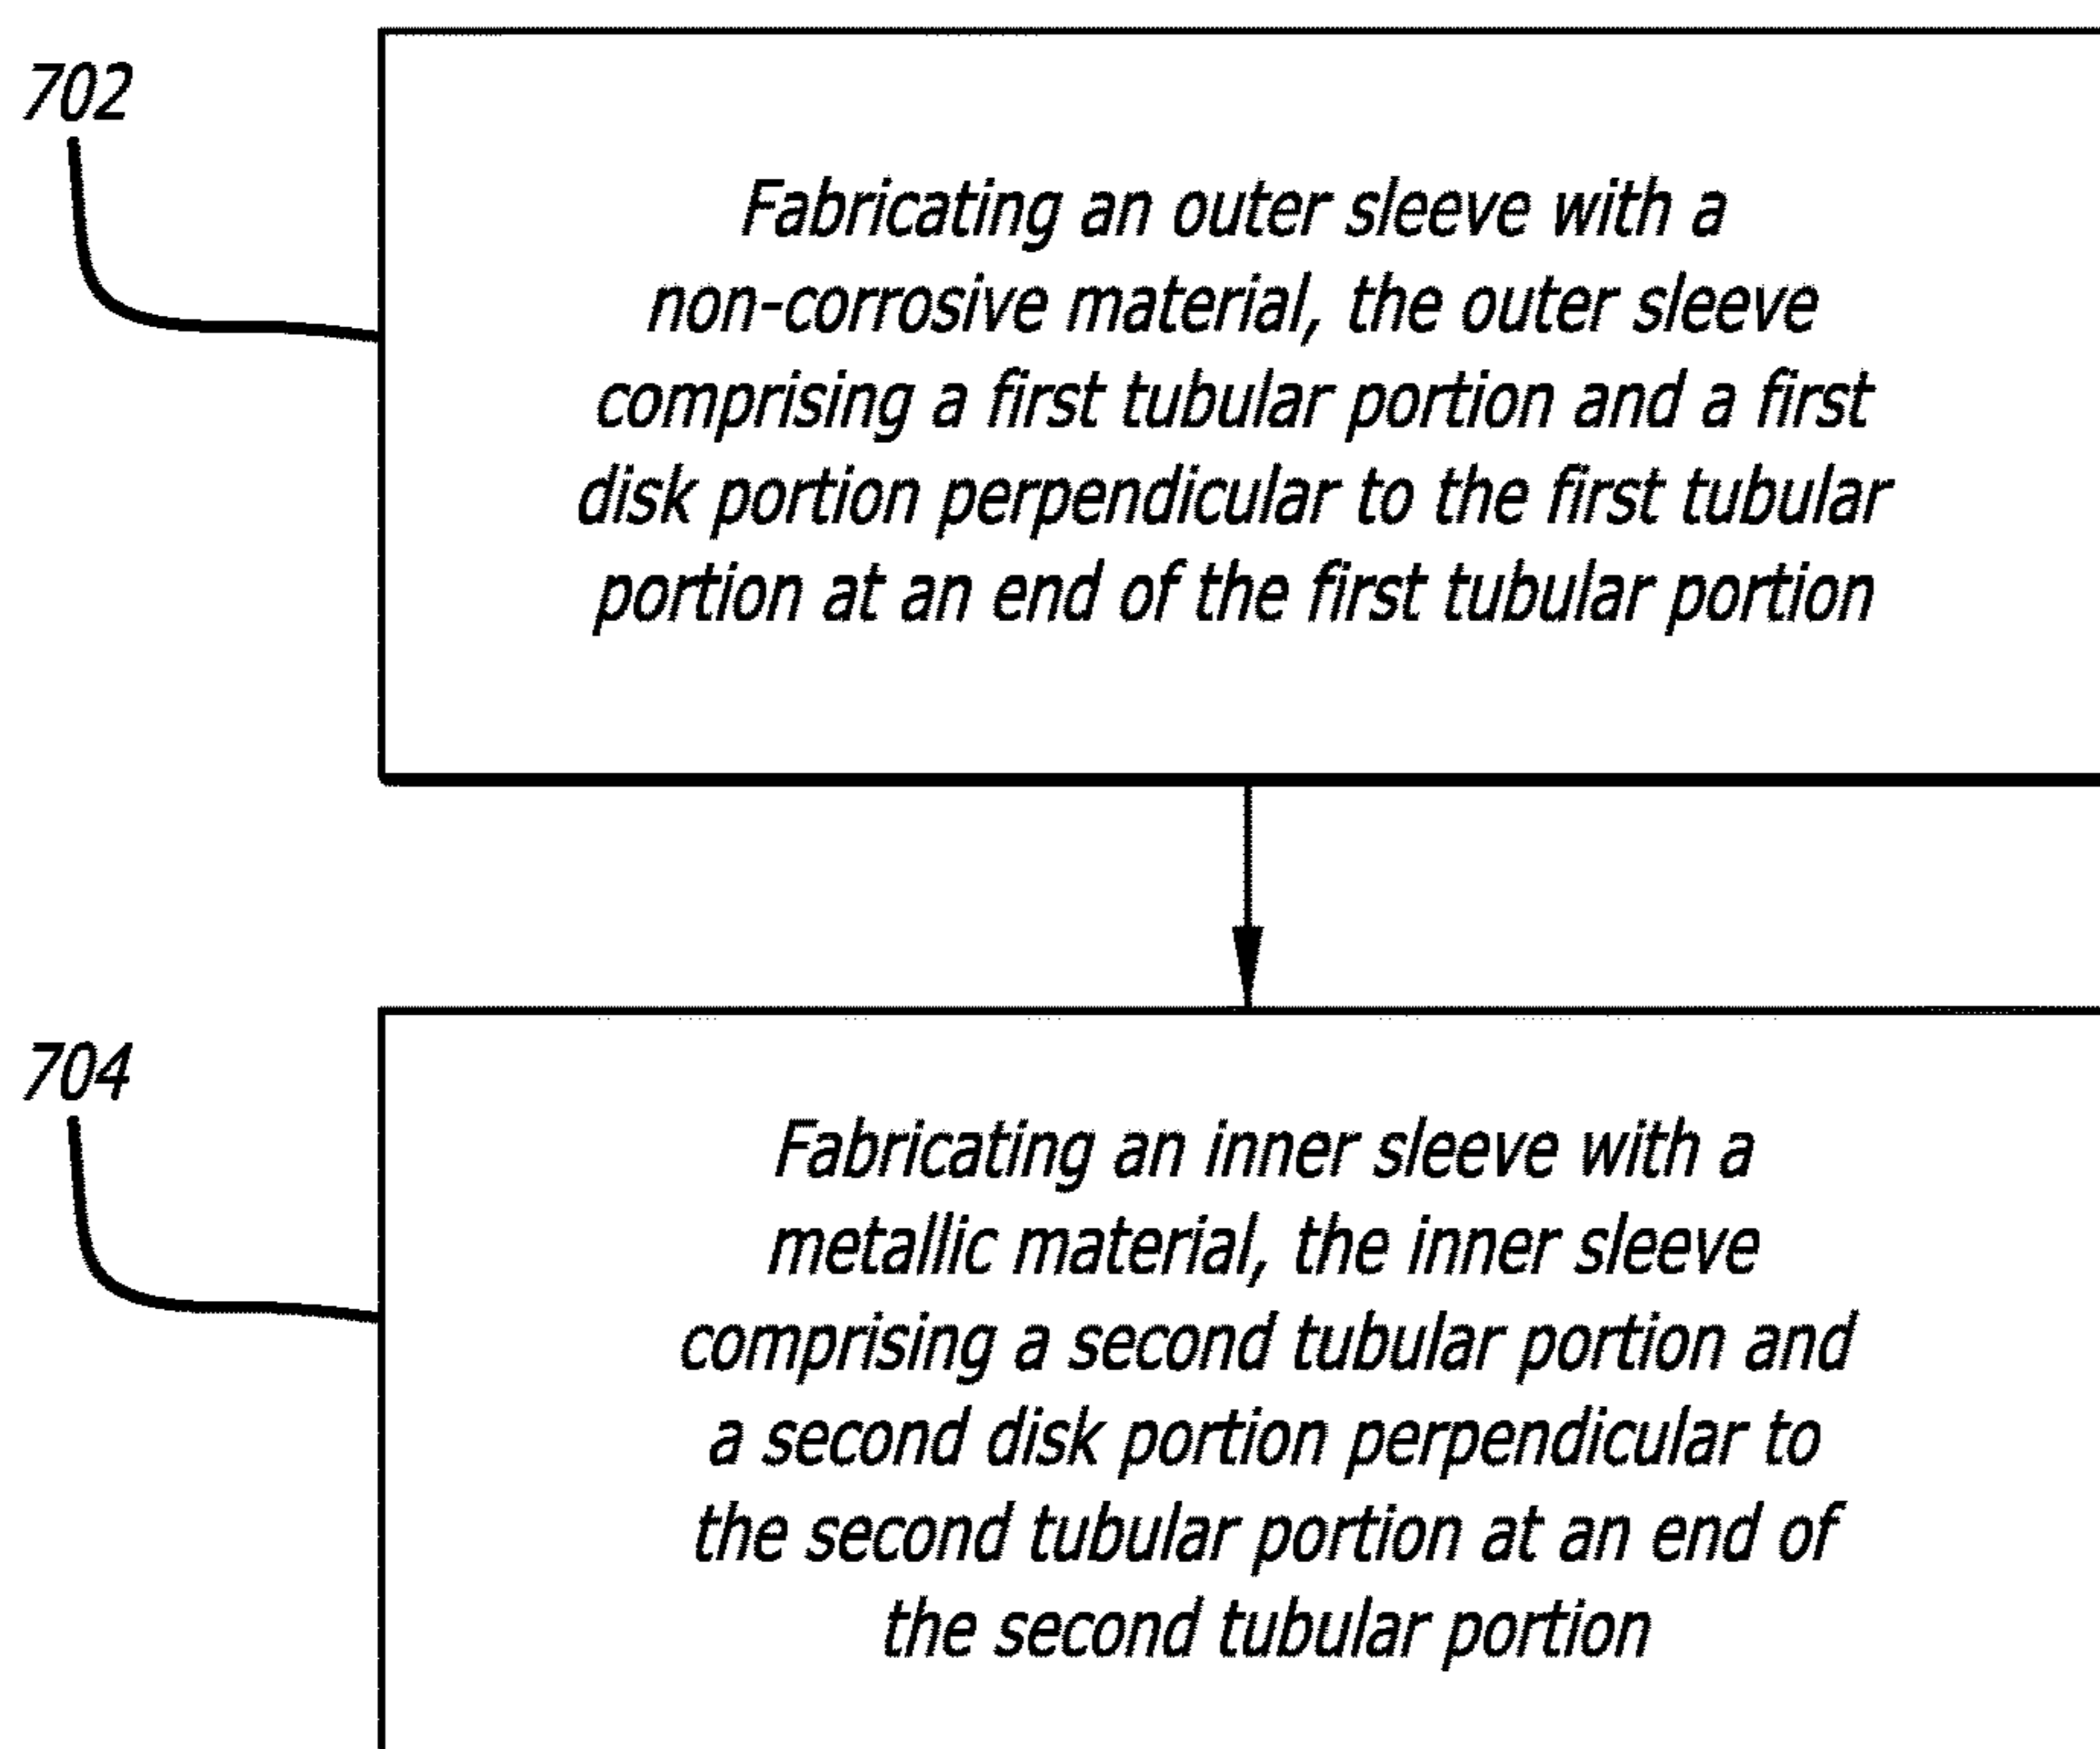 702
Fabricating an outer sleeve with a
non-corrosive material, the outer sleeve
comprising a first tubular portion and a first
disk portion perpendicular to the first tubular
portion at an end of the first tubular portion
704
Fabricating an inner sleeve with a
metallic material, the inner sleeve
comprising a second tubular portion and
a second disk portion perpendicular to
the second tubular portion at an end of
the second tubular portion